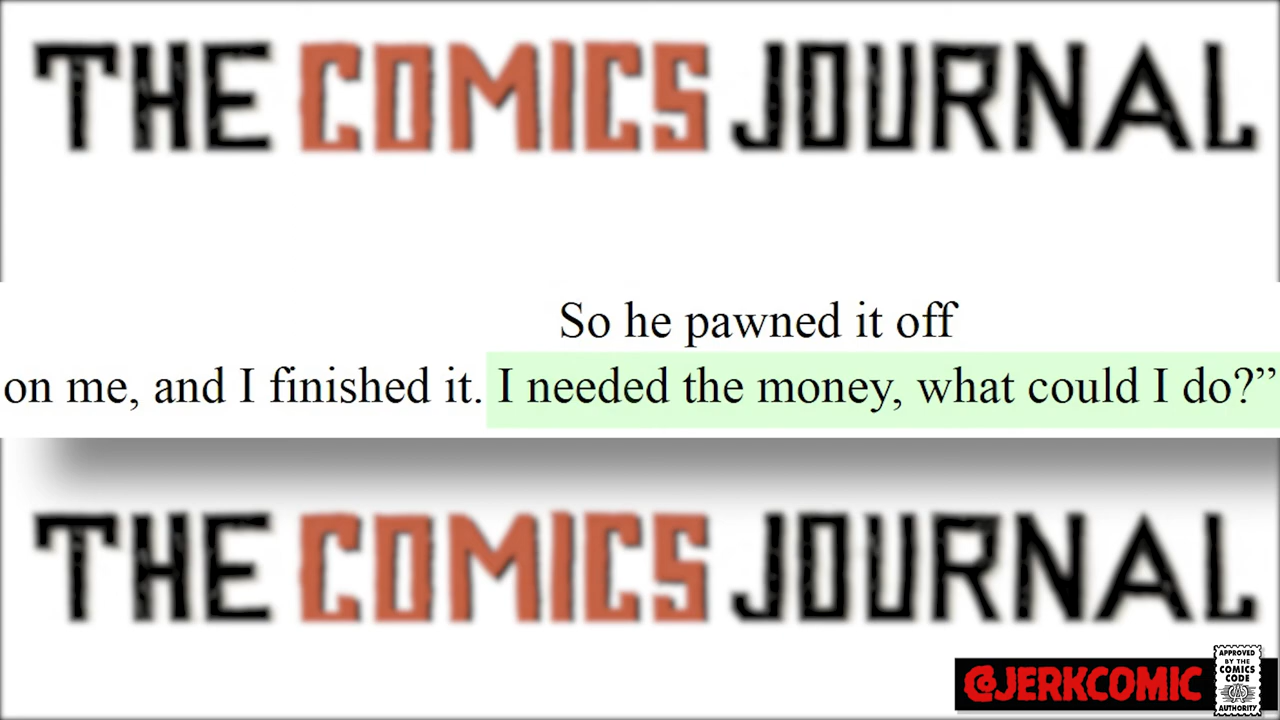 THE COMICS JOURNAL
So he pawned it off
on me, and I finished it. I needed the money, what could I do?”
THE COMICS JOURNAL
@JERKCOMIC
APPROVED
BY THE
COMICS
CODE
AUTHORITY